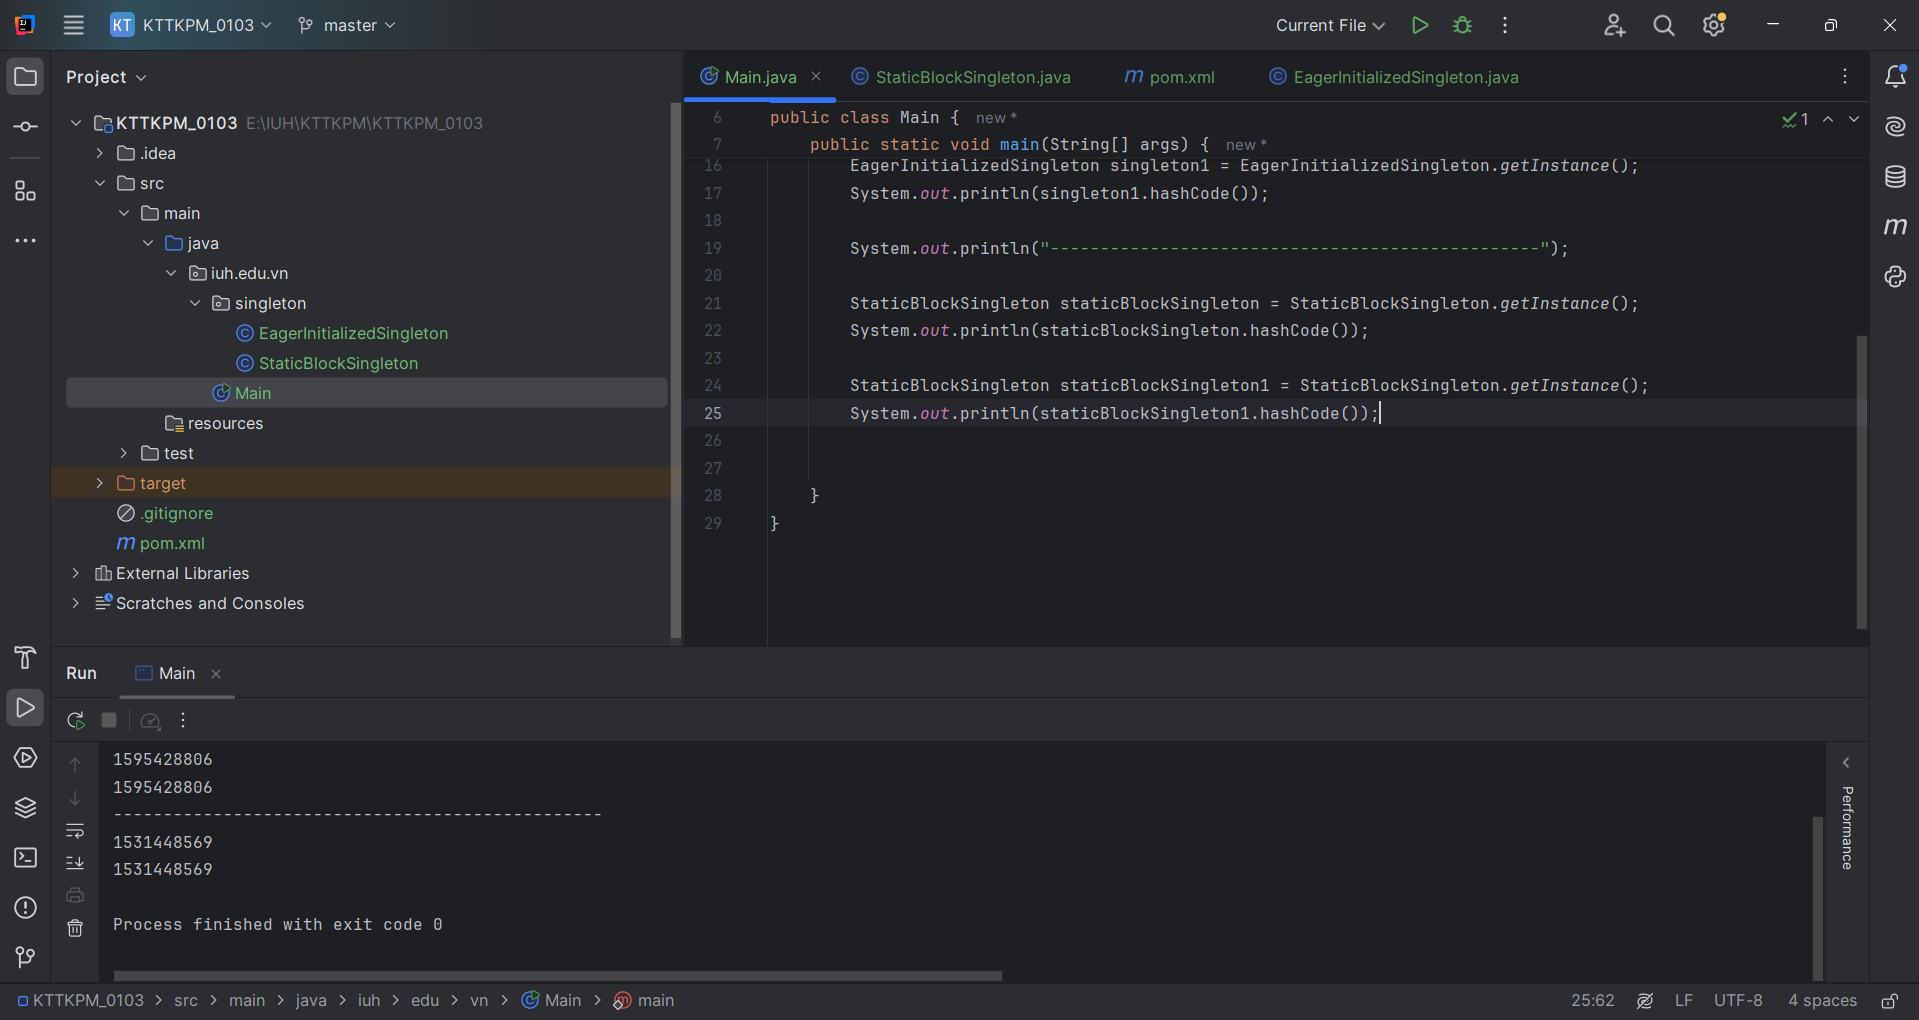 KT KTTKPM_0103 master Current File
Project
Main.java StaticBlockSingleton.java pom.xml EagerInitializedSingleton.java
KTTKPM_0103 E:\IUH\KTTKPM\KTTKPM_0103
.idea
src
main
java
iuh.edu.vn
singleton
EagerInitializedSingleton
StaticBlockSingleton
Main
resources
test
target
.gitignore
pom.xml
External Libraries
Scratches and Consoles
6 public class Main { new *
7 public static void main(String[] args) { new *
1
16 EagerInitializedSingleton singleton1 = EagerInitializedSingleton.getInstance();
17 System.out.println(singleton1.hashCode());
18
19 System.out.println("-------------------------------------------------");
20
21 StaticBlockSingleton staticBlockSingleton = StaticBlockSingleton.getInstance();
22 System.out.println(staticBlockSingleton.hashCode());
23
24 StaticBlockSingleton staticBlockSingleton1 = StaticBlockSingleton.getInstance();
25 System.out.println(staticBlockSingleton1.hashCode());
26
27
28 }
29 }
Run Main
1595428806
1595428806
-------------------------------------------------
1531448569
1531448569
Process finished with exit code 0
Performance
KTTKPM_0103 > src > main > java > iuh > edu > vn > Main > main
25:62 LF UTF-8 4 spaces